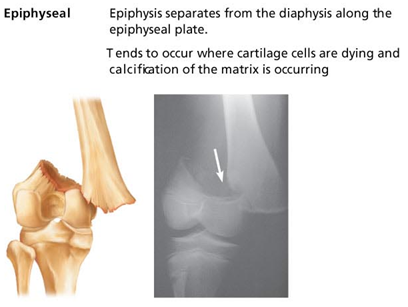 Epiphyseal Epiphysis separates from the diaphysis along the
epiphyseal plate.
Tends to occur where cartilage cells are dying and
calcification of the matrix is occurring